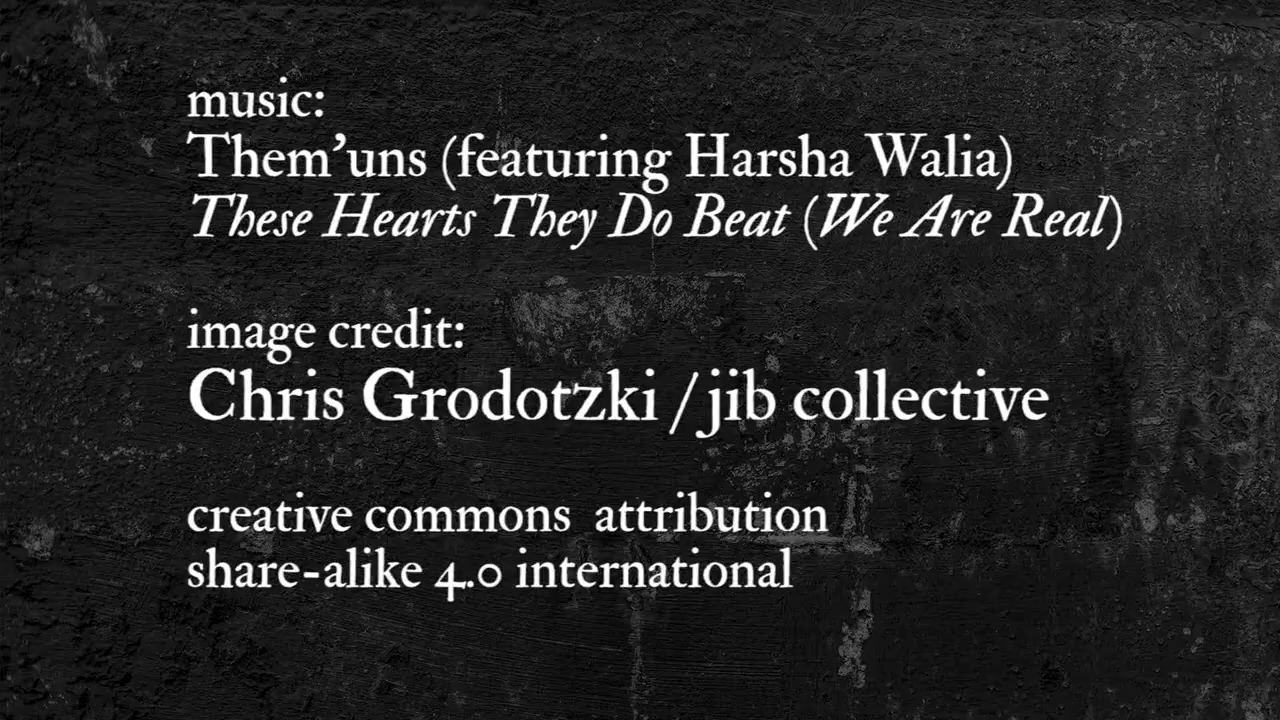 music:
Them’uns (featuring Harsha Walia)
These Hearts They Do Beat (We Are Real)
image credit:
Chris Grodotzki / jib collective
creative commons attribution
share-alike 4.0 international